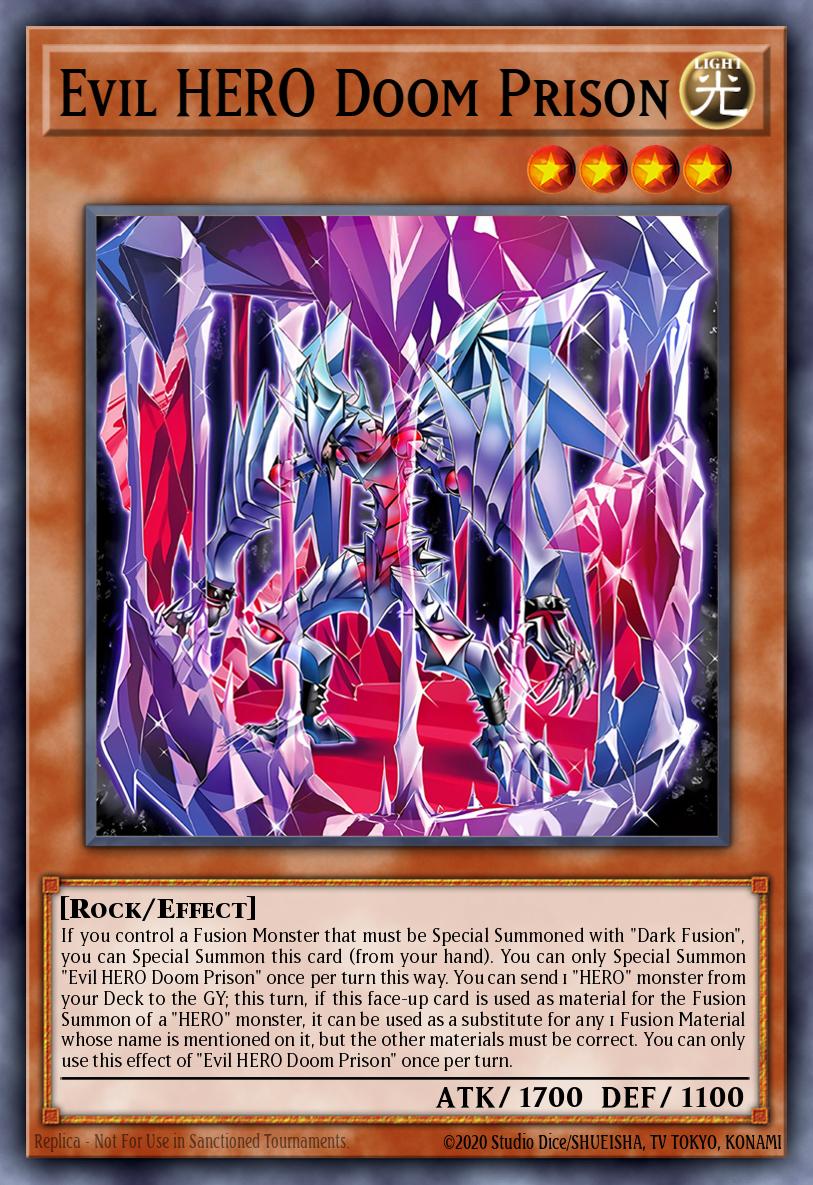 Evil HERO Doom Prison
LIGHT
光
[Rock/Effect]
If you control a Fusion Monster that must be Special Summoned with "Dark Fusion",
you can Special Summon this card (from your hand). You can only Special Summon
"Evil HERO Doom Prison" once per turn this way. You can send 1 "HERO" monster from
your Deck to the GY; this turn, if this face-up card is used as material for the Fusion
Summon of a "HERO" monster, it can be used as a substitute for any 1 Fusion Material
whose name is mentioned on it, but the other materials must be correct. You can only
use this effect of "Evil HERO Doom Prison" once per turn.
ATK/ 1700 DEF/ 1100
Replica - Not For Use in Sanctioned Tournaments.
©2020 Studio Dice/SHUEISHA, TV TOKYO, KONAMI